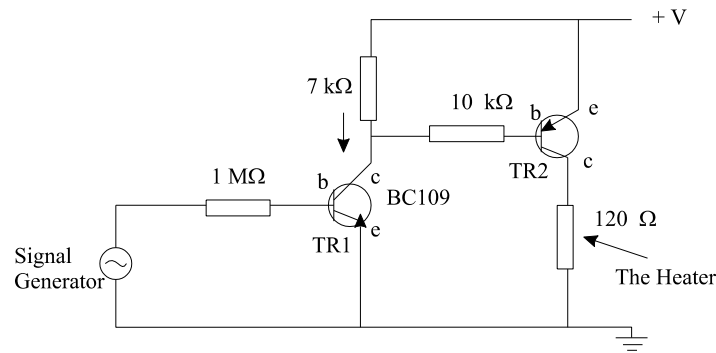 + V
7 kΩ
10 kΩ
b
e
TR2
c
1 MΩ
b
c
BC109
e
TR1
120 Ω
Signal
Generator
The Heater